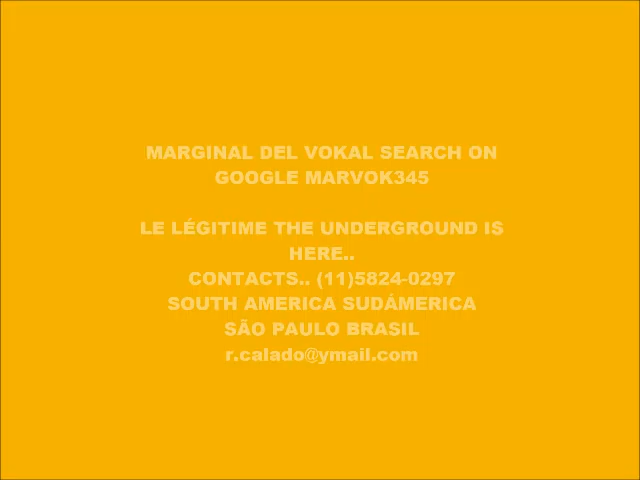 MARGINAL DEL VOKAL SEARCH ON
GOOGLE MARVOK345
LE LÉGITIME THE UNDERGROUND IS
HERE..
CONTACTS.. (11)5824-0297
SOUTH AMERICA SUDÁMERICA
SÃO PAULO BRASIL
r.calado@ymail.com